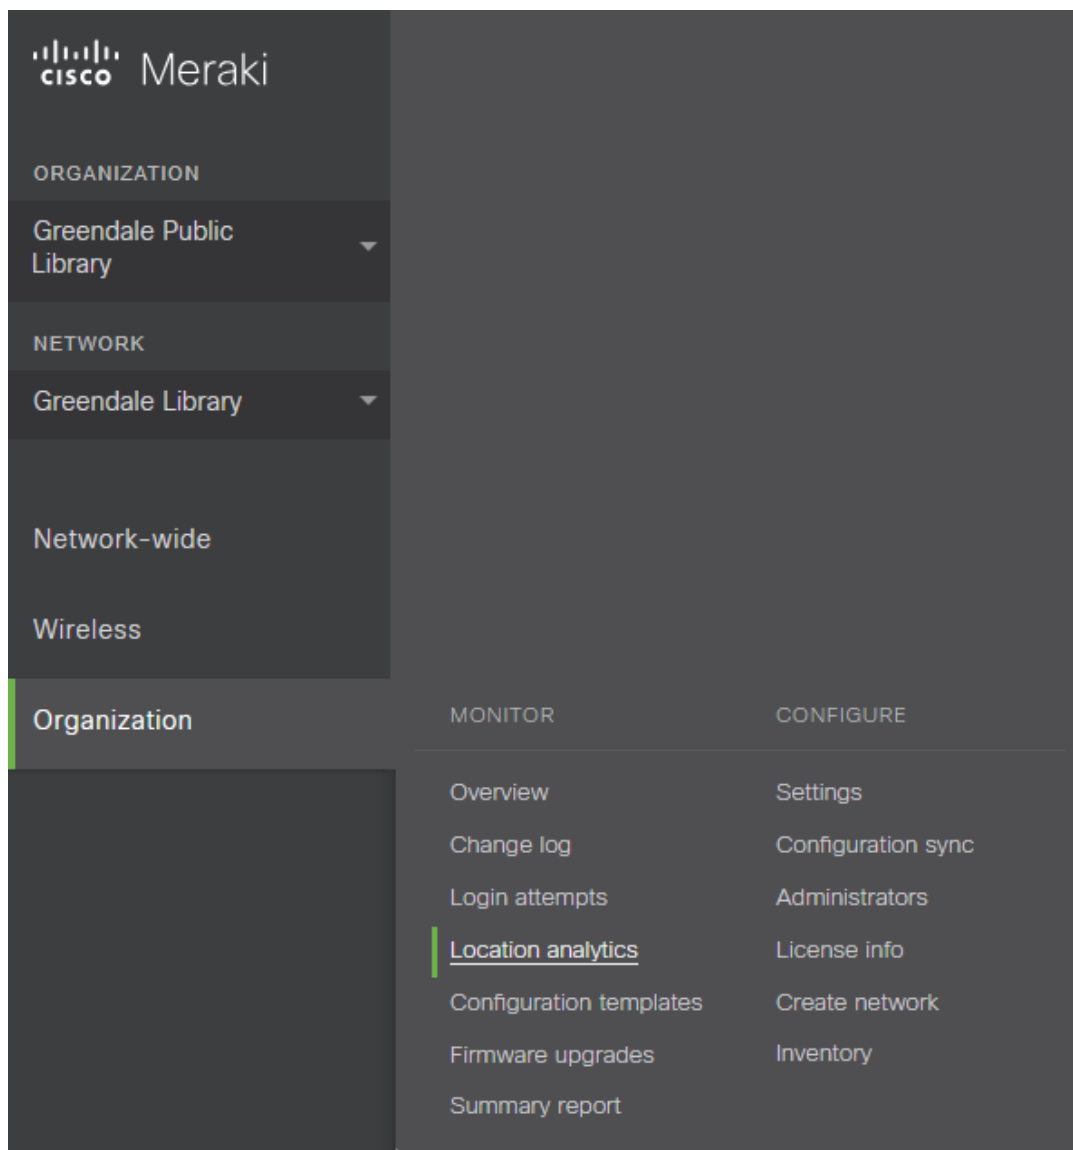 cisco Meraki
ORGANIZATION
Greendale Public
Library
NETWORK
Greendale Library
Network-wide
Wireless
Organization
MONITOR
Overview
Change log
Login attempts
Location analytics
Configuration templates
Firmware upgrades
Summary report
CONFIGURE
Settings
Configuration sync
Administrators
License info
Create network
Inventory